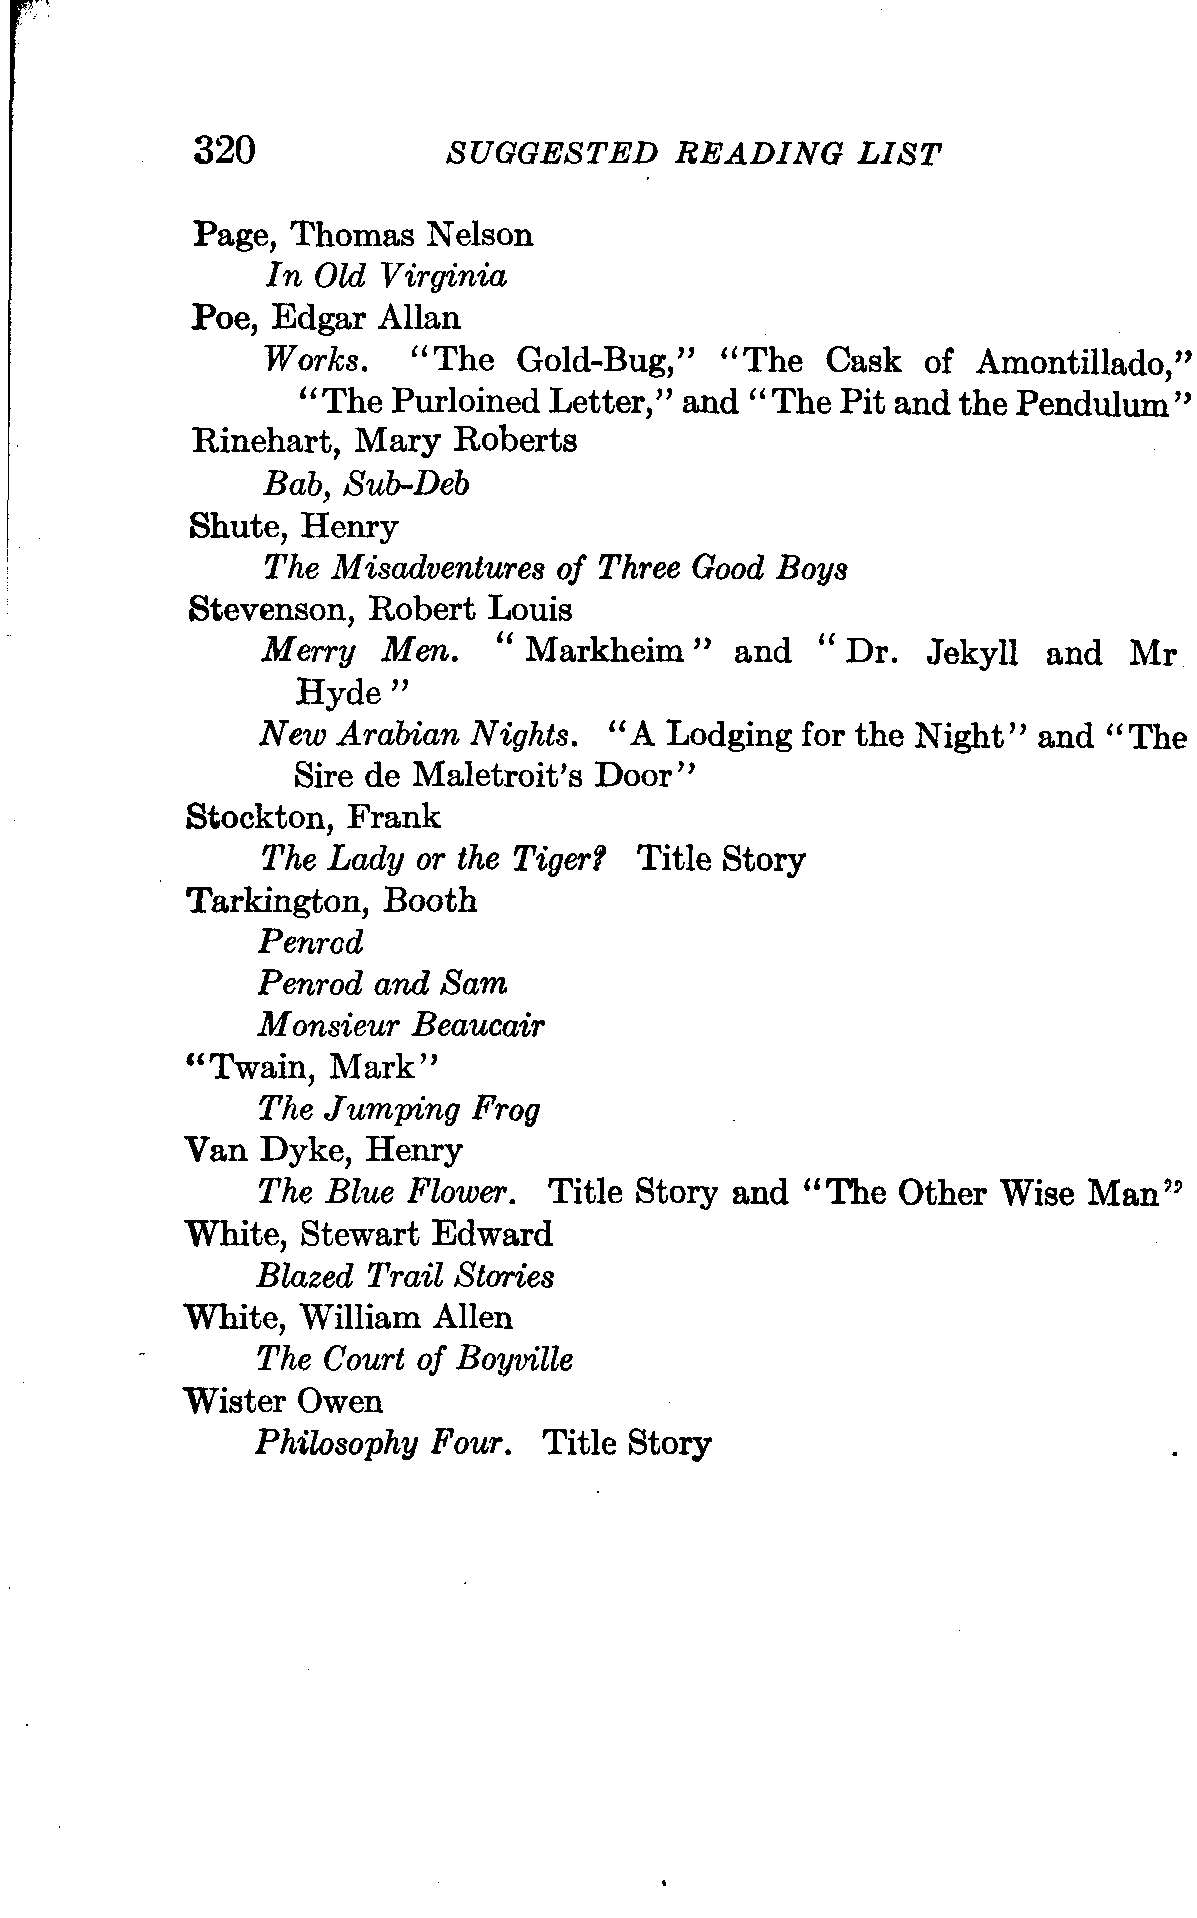 320 SUGGESTED READING LIST
Page, Thomas Nelson
In Old Virginia
Poe, Edgar Allan
Works. "The Gold-Bug," "The Cask of Amontillado,"
"The Purloined Letter," and "The Pit and the Pendulum"
Rinehart, Mary Roberts
Bab, Sub-Deb
Shute, Henry
The Misadventures of Three Good Boys
Stevenson, Robert Louis
Merry Men. "Markheim" and "Dr. Jekyll and Mr
Hyde"
New Arabian Nights. "A Lodging for the Night" and "The
Sire de Maletroit's Door"
Stockton, Frank
The Lady or the Tiger? Title Story
Tarkington, Booth
Penrod
Penrod and Sam
Monsieur Beaucair
"Twain, Mark"
The Jumping Frog
Van Dyke, Henry
The Blue Flower. Title Story and "The Other Wise Man"
White, Stewart Edward
Blazed Trail Stories
White, William Allen
The Court of Boyville
Wister Owen
Philosophy Four. Title Story